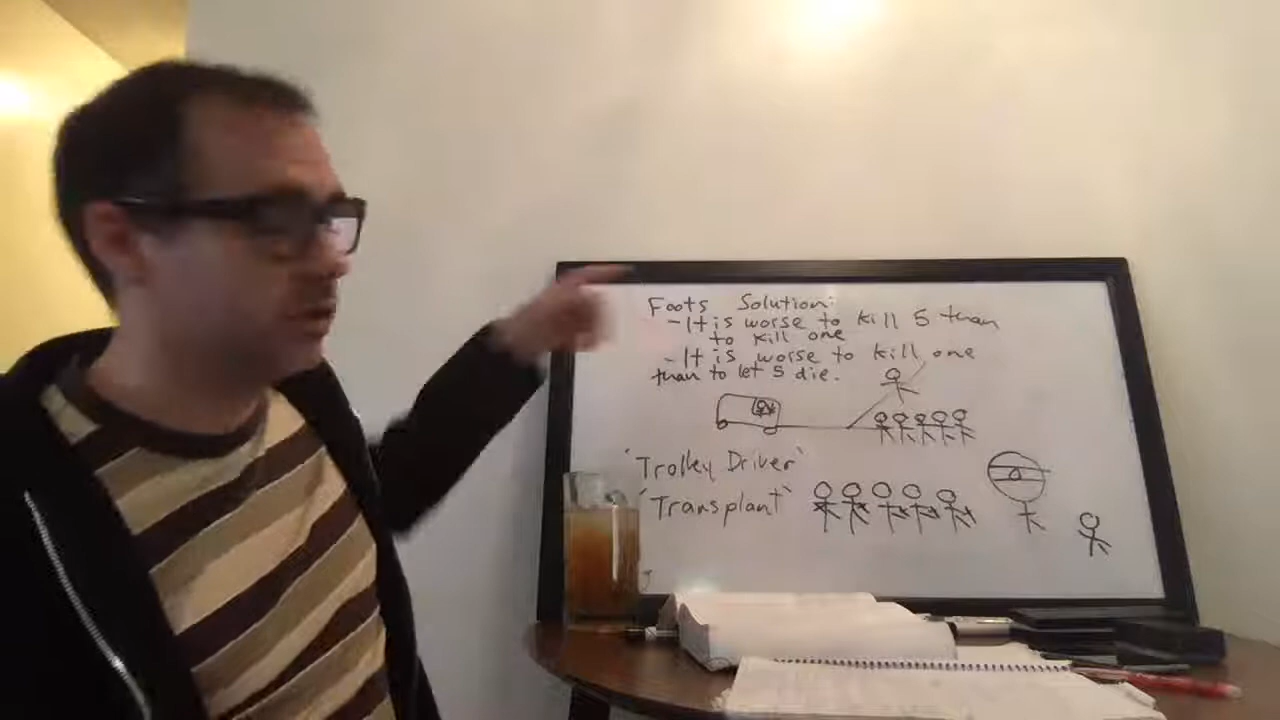 Foots Solution:
- It is worse to kill 5 than
to kill one
- It is worse to kill one
than to let 5 die.
'Trolley Driver'
'Transplant'